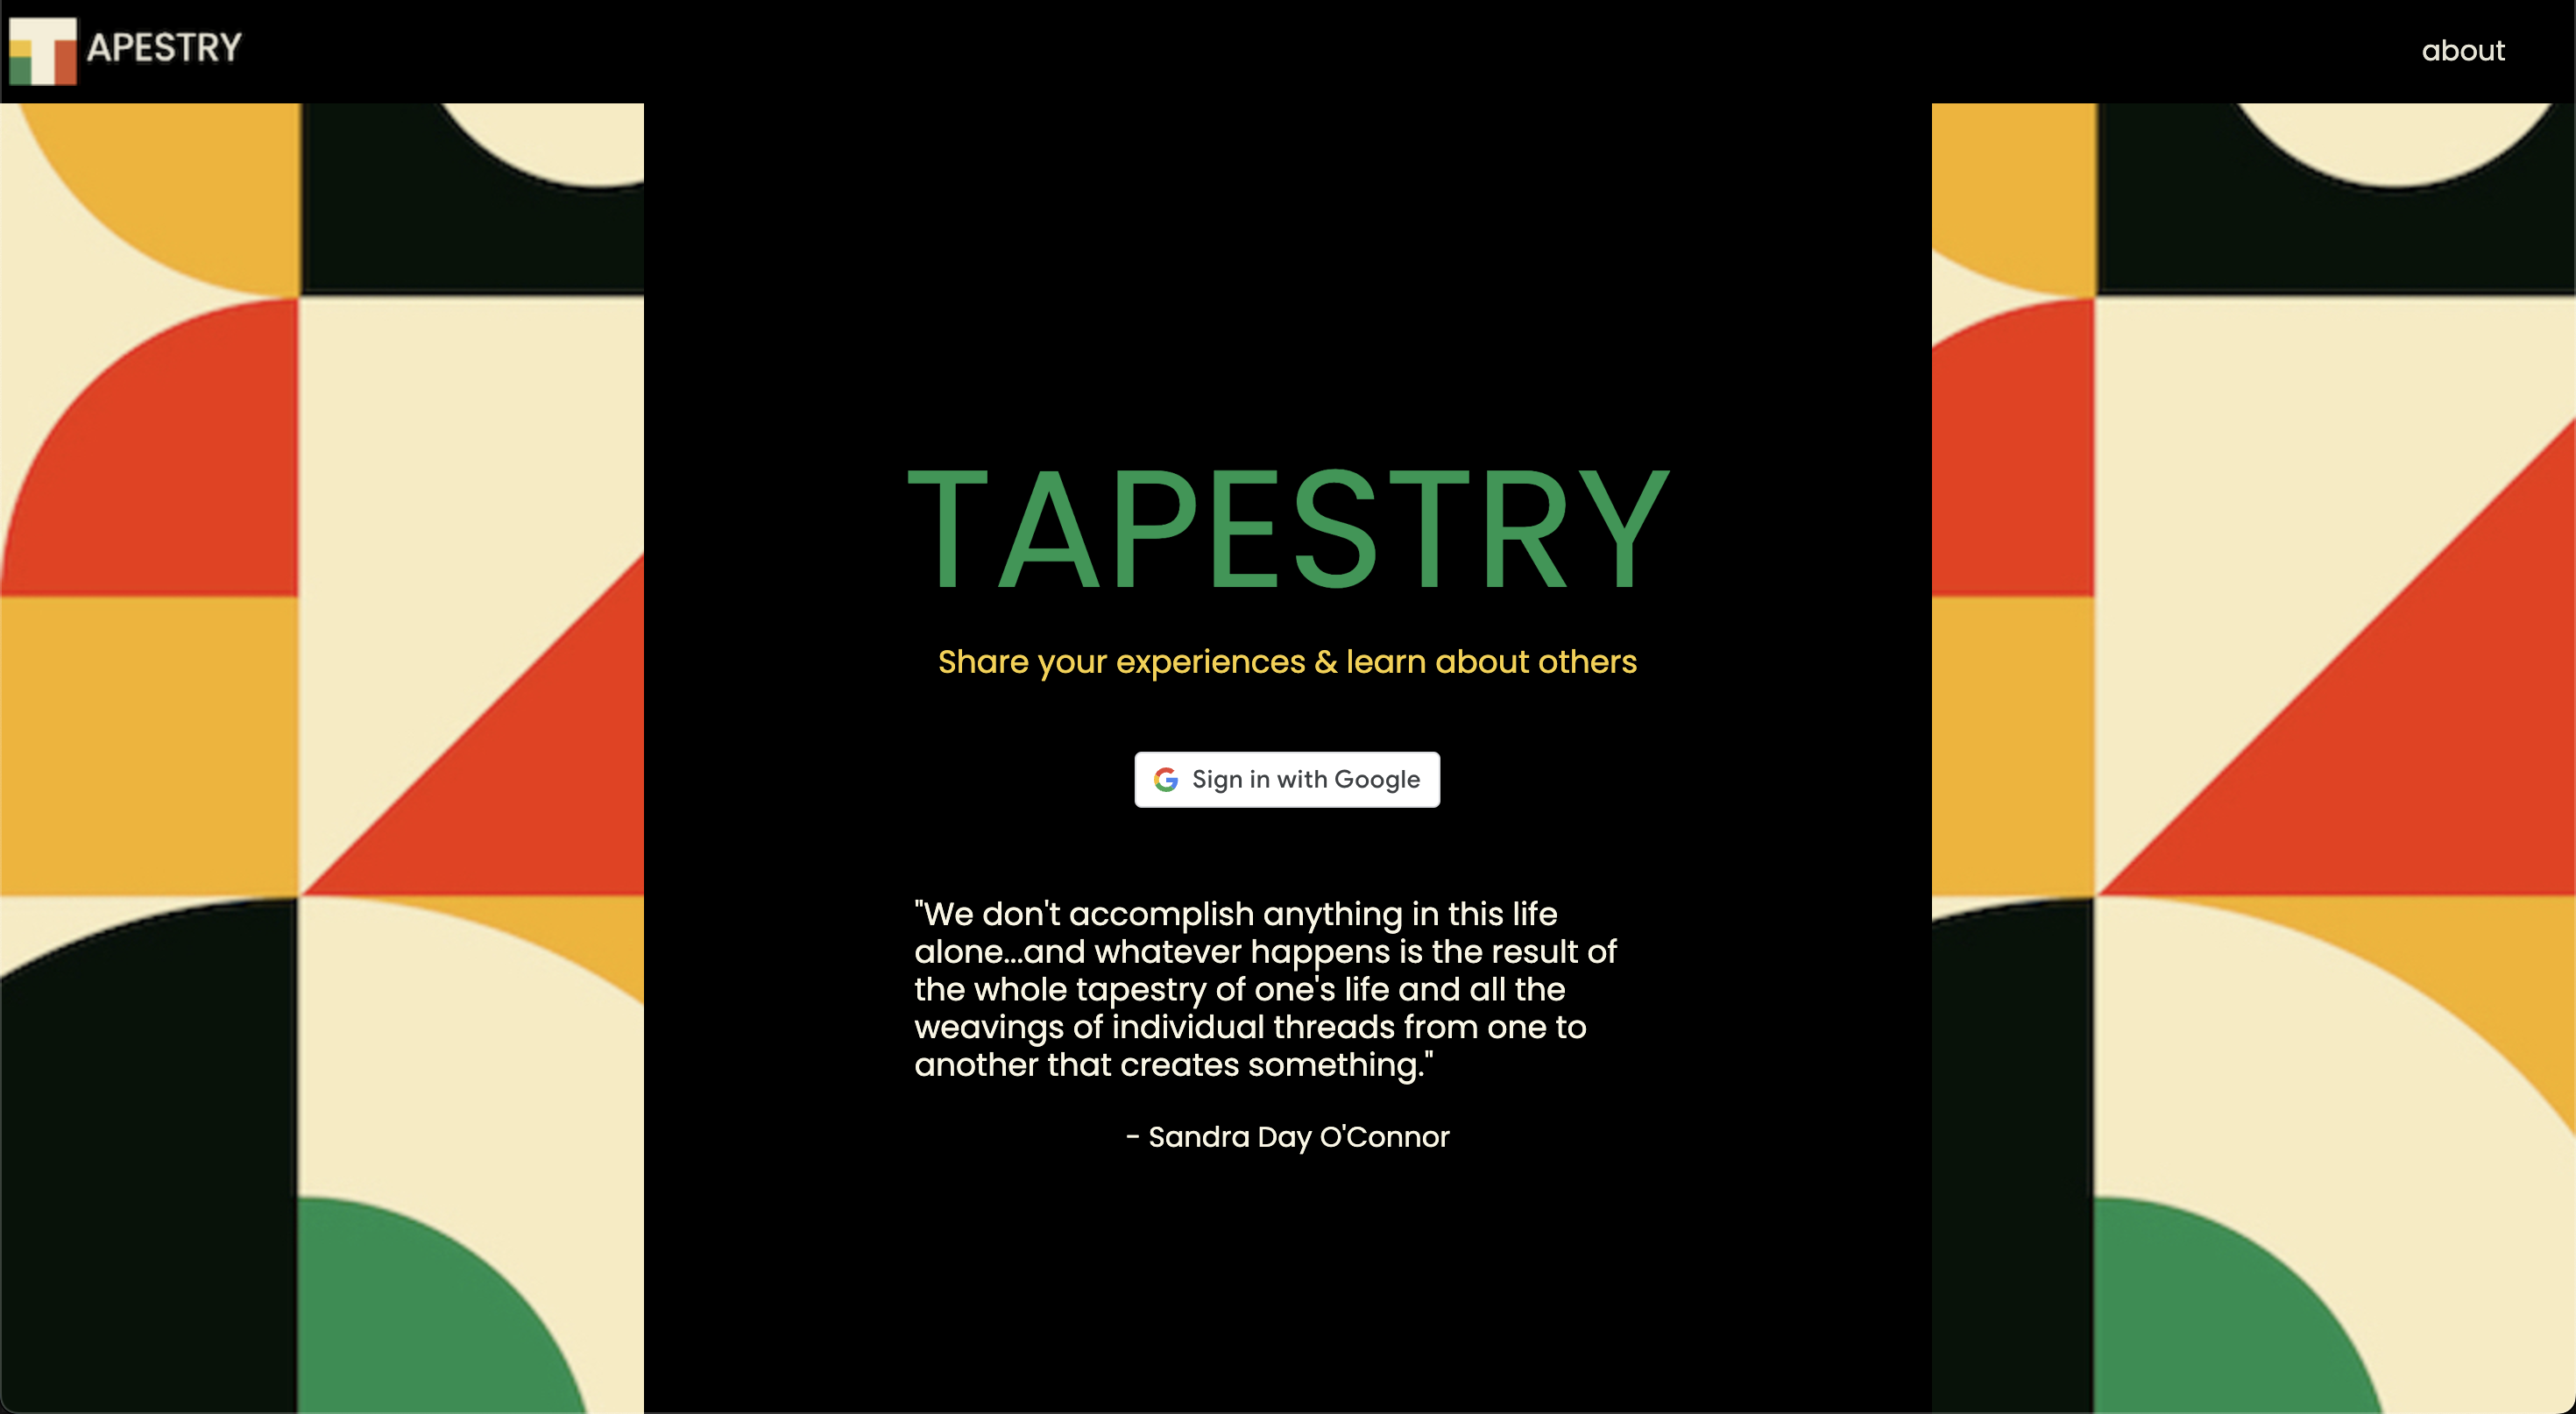 TAPESTRY
about
TAPESTRY
Share your experiences & learn about others
Sign in with Google
"We don't accomplish anything in this life
alone...and whatever happens is the result of
the whole tapestry of one's life and all the
weavings of individual threads from one to
another that creates something."
- Sandra Day O'Connor